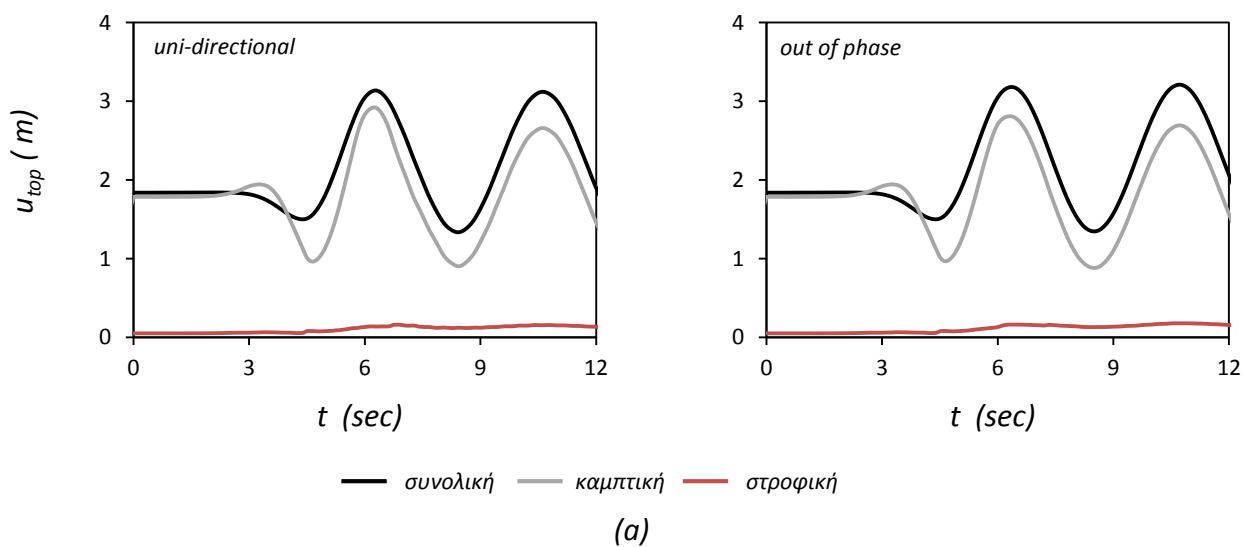 uni-directional
out of phase
u_top ( m)
4
3
2
1
0
0 3 6 9 12
t (sec)
4
3
2
1
0
0 3 6 9 12
t (sec)
συνολική καμπτική στροφική
(a)